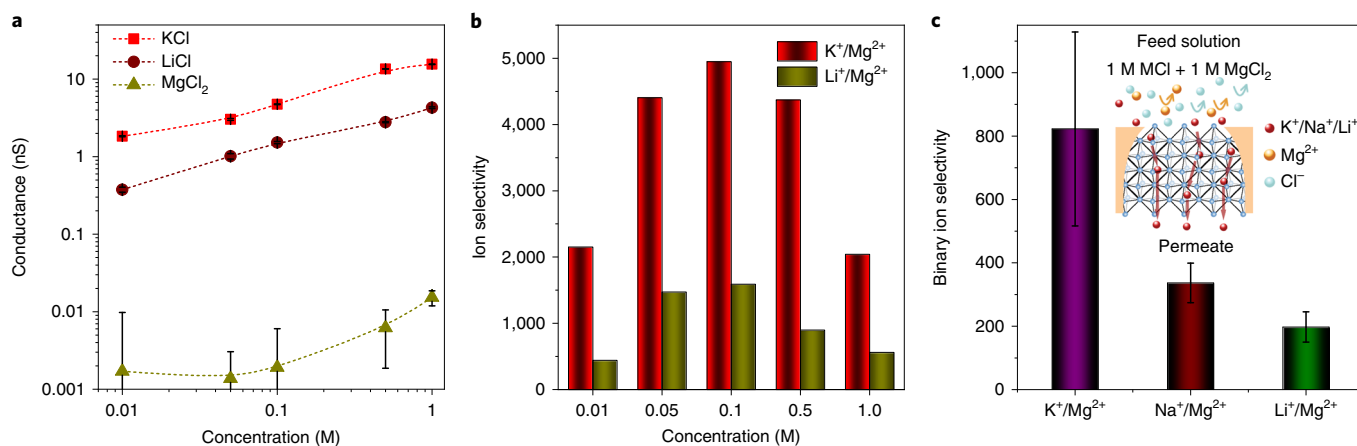 a
KCl
LiCl
MgCl₂
10
1
0.1
0.01
0.001
Conductance (nS)
0.01
0.1
1
Concentration (M)
b
K⁺/Mg²⁺
Li⁺/Mg²⁺
5,000
4,000
3,000
2,000
1,000
0
Ion selectivity
0.01
0.05
0.1
0.5
1.0
Concentration (M)
c
Feed solution
1 M MCl + 1 M MgCl₂
K⁺/Na⁺/Li⁺
Mg²⁺
Cl⁻
Permeate
1,000
800
600
400
200
0
Binary ion selectivity
K⁺/Mg²⁺
Na⁺/Mg²⁺
Li⁺/Mg²⁺